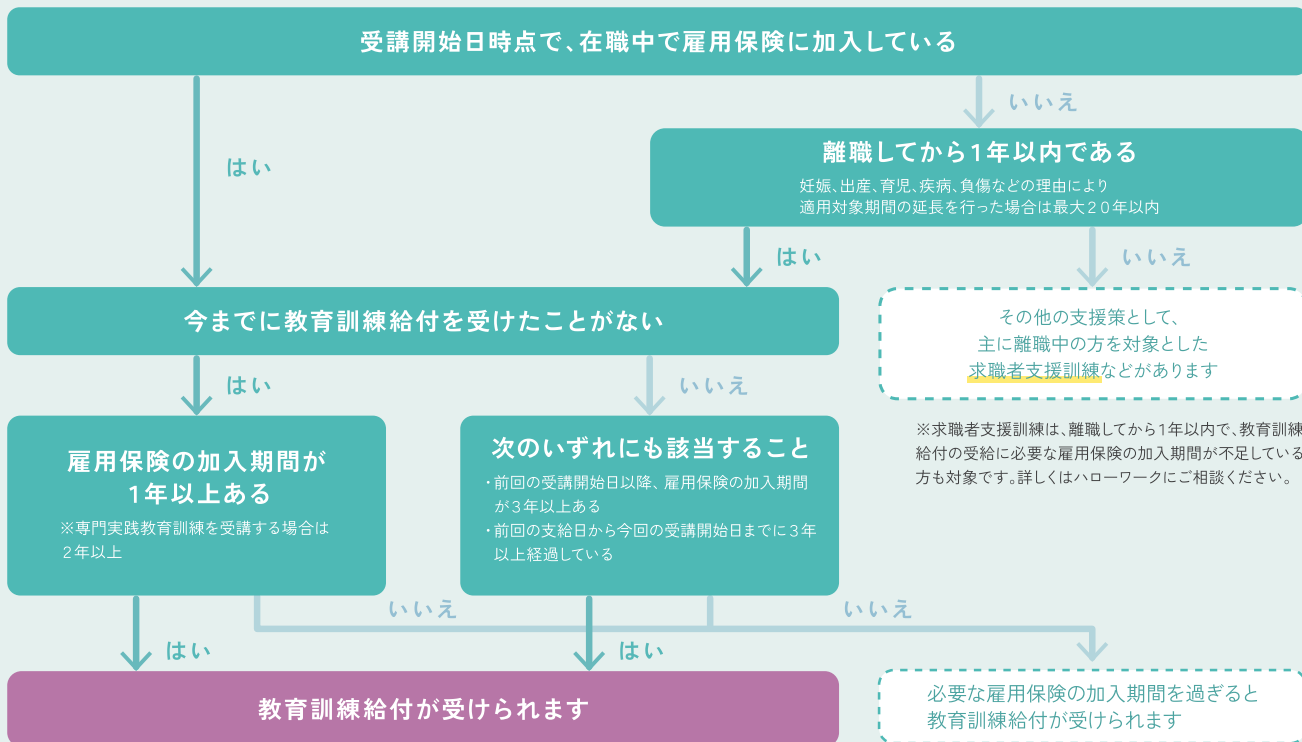 受講開始日時点で、在職中で雇用保険に加入している
いいえ
はい
離職してから1年以内である
妊娠、出産、育児、疾病、負傷などの理由により
適用対象期間の延長を行った場合は最大20年以内
はい
いいえ
今までに教育訓練給付を受けたことがない
その他の支援策として、
主に離職中の方を対象とした
求職者支援訓練などがあります
はい
いいえ
※求職者支援訓練は、離職してから1年以内で、教育訓練
給付の受給に必要な雇用保険の加入期間が不足している
方も対象です。詳しくはハローワークにご相談ください。
雇用保険の加入期間が
1年以上ある
※専門実践教育訓練を受講する場合は
2年以上
次のいずれにも該当すること
・前回の受講開始日以降、雇用保険の加入期間
が3年以上ある
・前回の支給日から今回の受講開始日までに3年
以上経過している
いいえ
いいえ
はい
はい
教育訓練給付が受けられます
必要な雇用保険の加入期間を過ぎると
教育訓練給付が受けられます